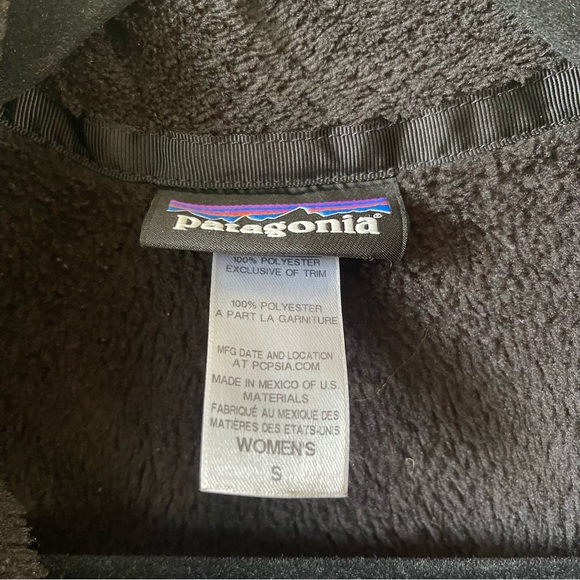 patagonia®
100% POLYESTER
EXCLUSIVE OF TRIM
100% POLYESTER
A PART LA GARNITURE
MFG DATE AND LOCATION
AT PCPSIA.COM
MADE IN MEXICO OF U.S.
MATERIALS
FABRIQUÉ AU MEXIQUE DES
MATIÈRES DES ETATS-UNIS
WOMEN'S
S